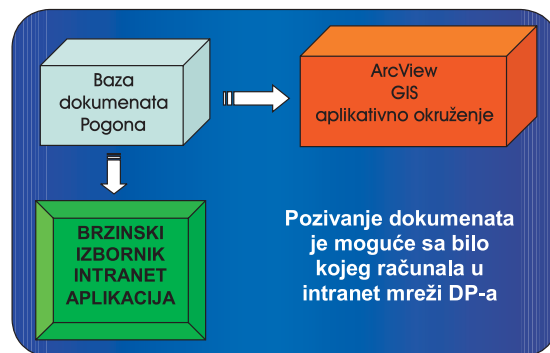 Baza
dokumenata
Pogona
ArcView
GIS
aplikativno okruženje
BRZINSKI
IZBORNIK
INTRANET
APLIKACIJA
Pozivanje dokumenata
je moguće sa bilo
kojeg računala u
intranet mreži DP-a